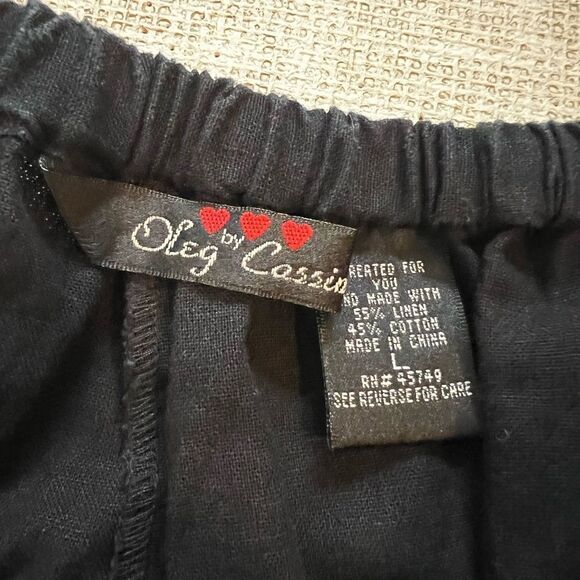 by
Oleg Cassin
REATED FOR
YOU
ND MADE WITH
55% LINEN
45% COTTON
MADE IN CHINA
L
RN# 45749
SEE REVERSE FOR CARE